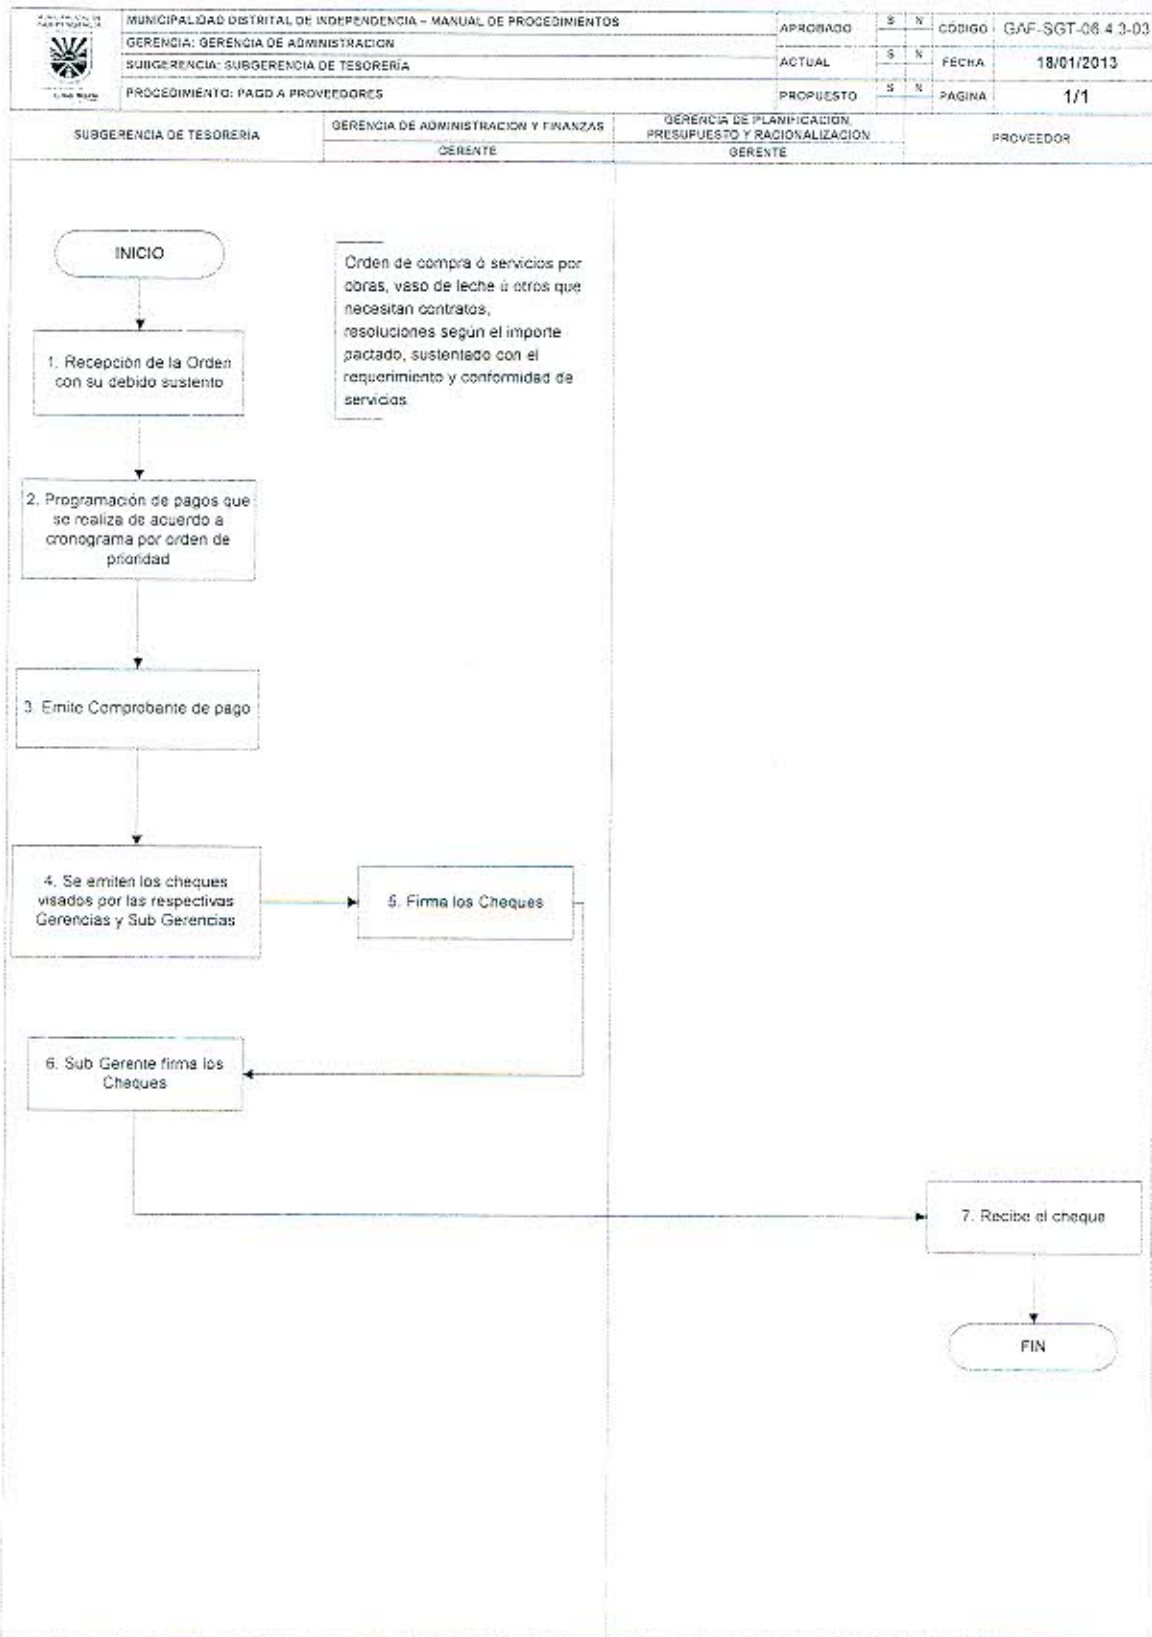 MUNICIPALIDAD DISTRITAL DE INDEPENDENCIA – MANUAL DE PROCEDIMIENTOS
GERENCIA: GERENCIA DE ADMINISTRACION
SUBGERENCIA: SUBGERENCIA DE TESORERÍA
PROCEDIMIENTO: PAGO A PROVEEDORES
APROBADO S N CÓDIGO GAF-SGT-06.4.3-03
ACTUAL S N FECHA 18/01/2013
PROPUESTO S N PAGINA 1/1
SUBGERENCIA DE TESORERÍA
GERENCIA DE ADMINISTRACION Y FINANZAS
GERENTE
GERENCIA DE PLANIFICACION,
PRESUPUESTO Y RACIONALIZACION
GERENTE
PROVEEDOR
INICIO
Orden de compra ó servicios por
obras, vaso de leche ú otros que
necesitan contratos,
resoluciones según el importe
pactado, sustentado con el
requerimiento y conformidad de
servicios
1. Recepción de la Orden
con su debido sustento
2. Programación de pagos que
se realiza de acuerdo a
cronograma por orden de
prioridad
3. Emite Comprobante de pago
4. Se emiten los cheques
visados por las respectivas
Gerencias y Sub Gerencias
5. Firma los Cheques
6. Sub Gerente firma los
Cheques
7. Recibe el cheque
FIN